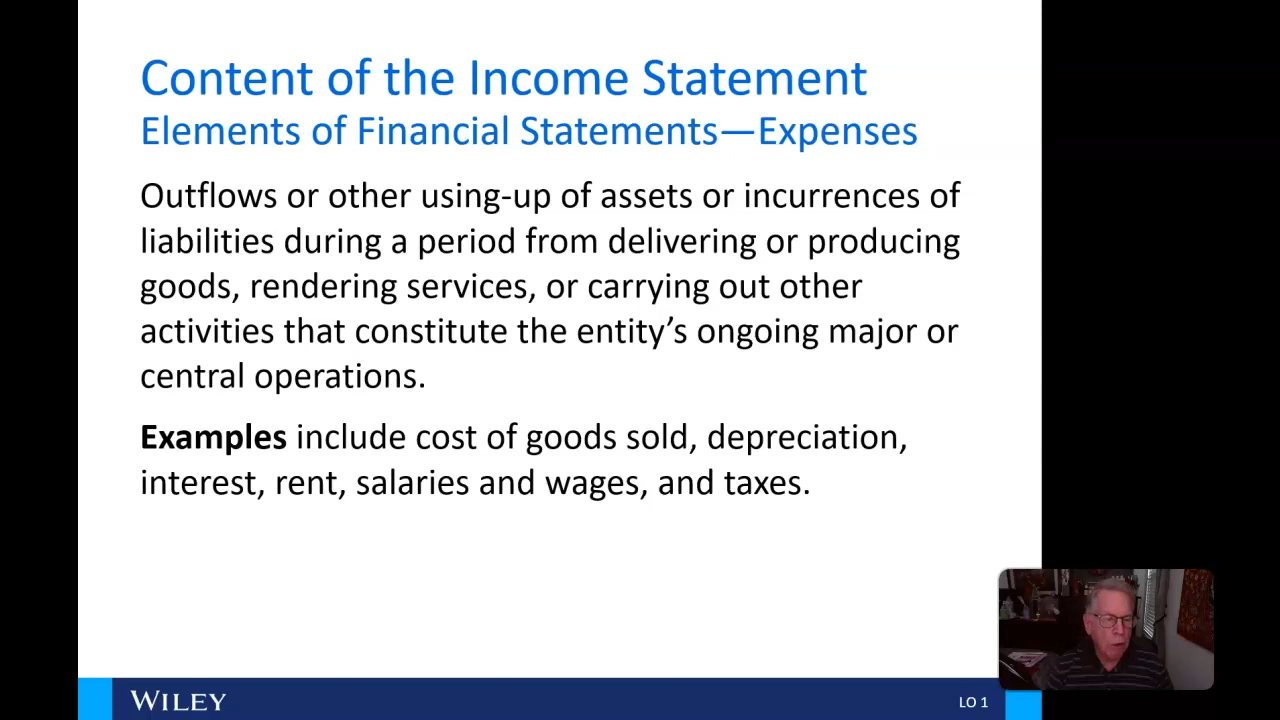 Content of the Income Statement
Elements of Financial Statements—Expenses
Outflows or other using-up of assets or incurrences of
liabilities during a period from delivering or producing
goods, rendering services, or carrying out other
activities that constitute the entity’s ongoing major or
central operations.
Examples include cost of goods sold, depreciation,
interest, rent, salaries and wages, and taxes.
WILEY
LO 1